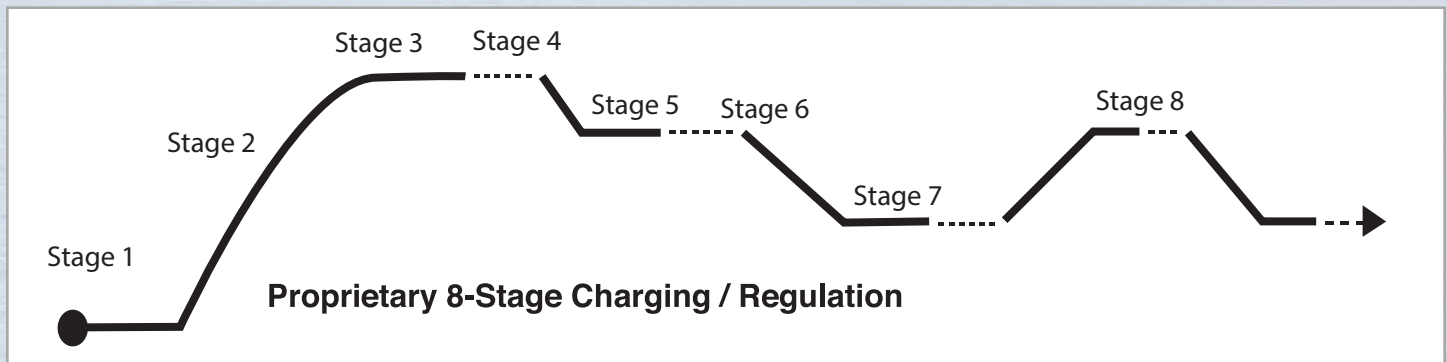 Stage 1
Stage 2
Stage 3
Stage 4
Stage 5
Stage 6
Stage 7
Stage 8
Proprietary 8-Stage Charging / Regulation